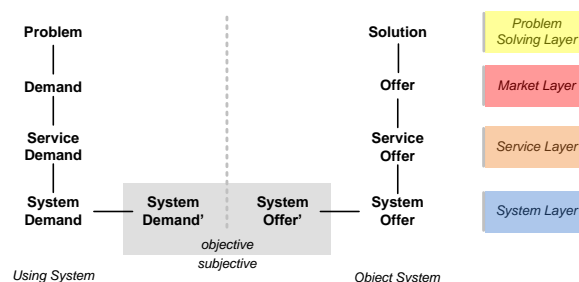 Problem
Solution
Problem
Solving Layer
Demand
Offer
Market Layer
Service
Demand
Service
Offer
Service Layer
System
Demand
System
Demand’
System
Offer’
System
Offer
System Layer
objective
subjective
Using System
Object System